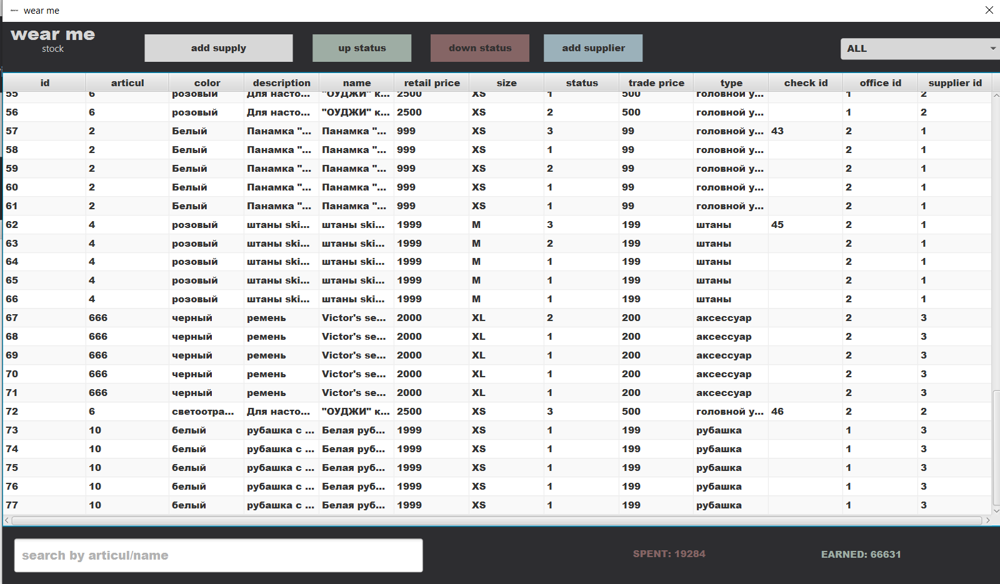 wear me
wear me
stock
add supply up status down status add supplier ALL
id articul color description name retail price size status trade price type check id office id supplier id
55 6 розовый Для насто... "ОУДЖИ" к... 2500 XS 1 500 головной у... 1 2
56 6 розовый Для насто... "ОУДЖИ" к... 2500 XS 2 500 головной у... 1 2
57 2 Белый Панамка "... Панамка "... 999 XS 3 99 головной у... 43 2 1
58 2 Белый Панамка "... Панамка "... 999 XS 1 99 головной у... 2 1
59 2 Белый Панамка "... Панамка "... 999 XS 2 99 головной у... 2 1
60 2 Белый Панамка "... Панамка "... 999 XS 1 99 головной у... 2 1
61 2 Белый Панамка "... Панамка "... 999 XS 1 99 головной у... 2 1
62 4 розовый штаны ski... штаны ski... 1999 M 3 199 штаны 45 2 1
63 4 розовый штаны ski... штаны ski... 1999 M 2 199 штаны 2 1
64 4 розовый штаны ski... штаны ski... 1999 M 1 199 штаны 2 1
65 4 розовый штаны ski... штаны ski... 1999 M 1 199 штаны 2 1
66 4 розовый штаны ski... штаны ski... 1999 M 1 199 штаны 2 1
67 666 черный ремень Victor's se... 2000 XL 2 200 аксессуар 2 3
68 666 черный ремень Victor's se... 2000 XL 1 200 аксессуар 2 3
69 666 черный ремень Victor's se... 2000 XL 1 200 аксессуар 2 3
70 666 черный ремень Victor's se... 2000 XL 1 200 аксессуар 2 3
71 666 черный ремень Victor's se... 2000 XL 1 200 аксессуар 2 3
72 6 светоотра... Для насто... "ОУДЖИ" к... 2500 XS 3 500 головной у... 46 2 2
73 10 белый рубашка с ... Белая руб... 1999 XS 1 199 рубашка 1 3
74 10 белый рубашка с ... Белая руб... 1999 XS 1 199 рубашка 1 3
75 10 белый рубашка с ... Белая руб... 1999 XS 1 199 рубашка 1 3
76 10 белый рубашка с ... Белая руб... 1999 XS 1 199 рубашка 1 3
77 10 белый рубашка с ... Белая руб... 1999 XS 1 199 рубашка 1 3
search by articul/name SPENT: 19284 EARNED: 66631